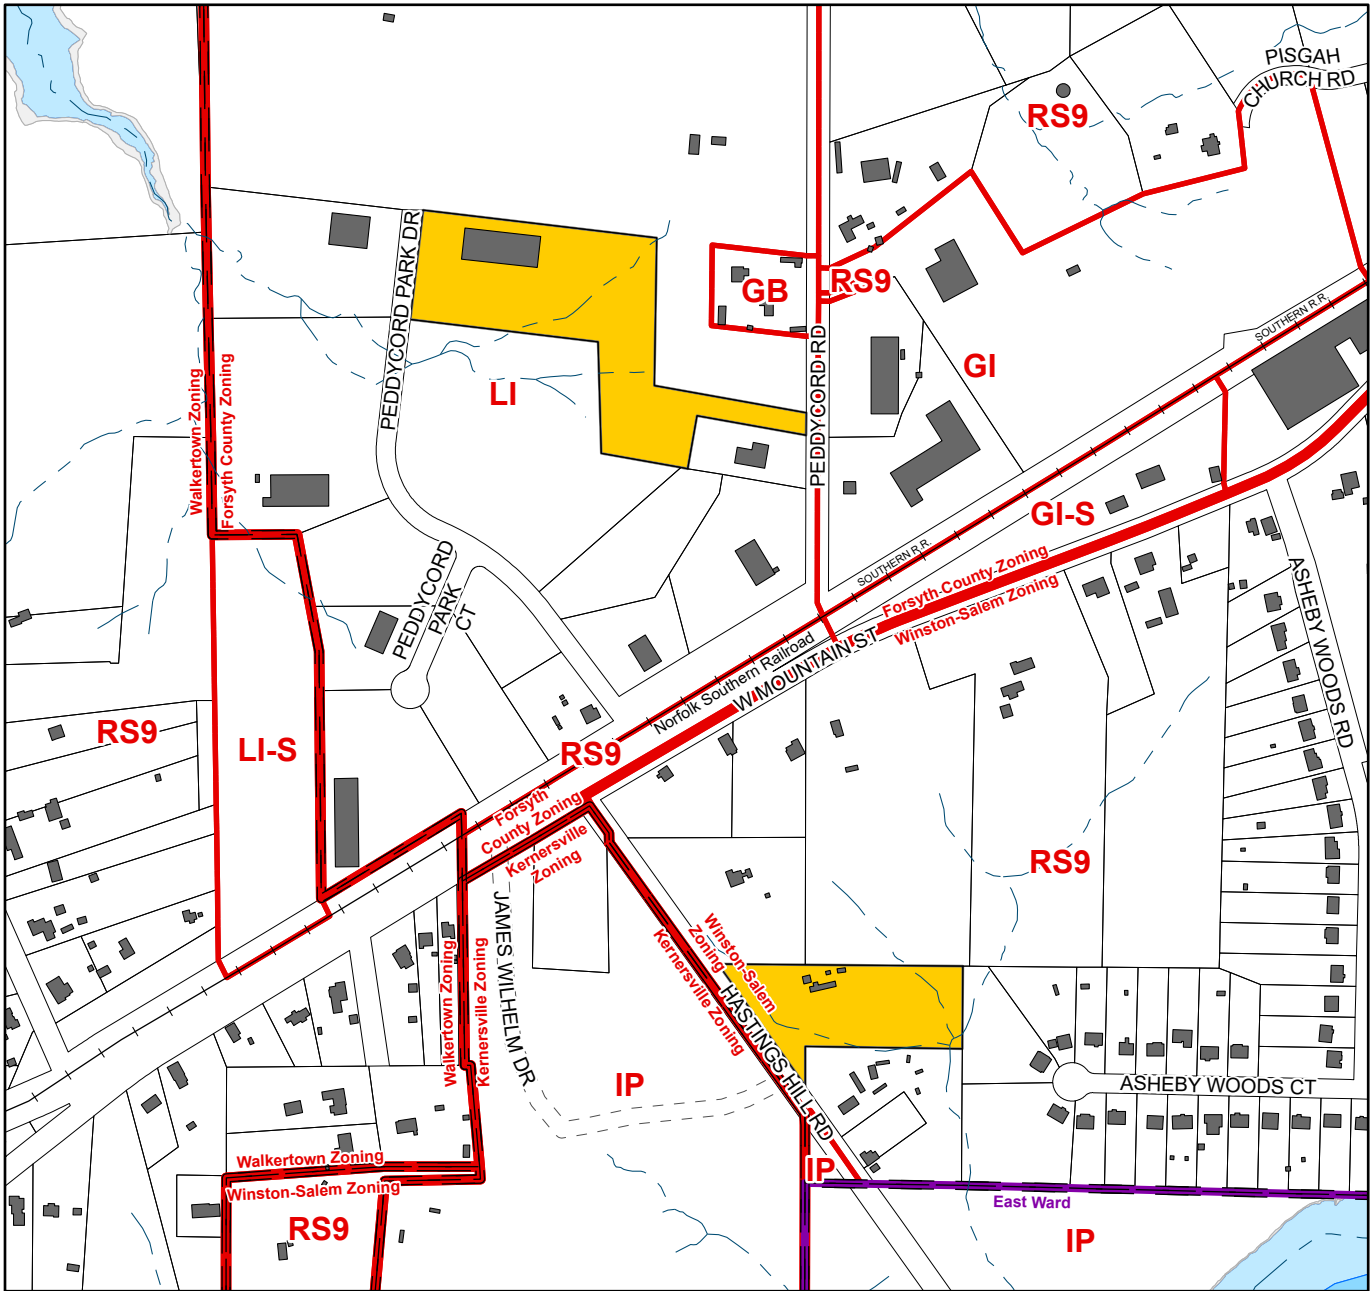 PISGAH
CHURCH RD
RS9
PEDDYCORD PARK DR
GB
RS9
SOUTHERN R.R.
PEDDYCORD RD
GI
LI
Walkertown Zoning
Forsyth County Zoning
GI-S
SOUTHERN R.R.
Forsyth County Zoning
Winston-Salem Zoning
ASHEBY WOODS RD
PEDDYCORD
PARK
CT
Norfolk Southern Railroad
W MOUNTAIN ST
RS9
LI-S
RS9
Forsyth
County Zoning
Kernersville
Zoning
RS9
JAMES WILHELM DR.
Walkertown Zoning
Kernersville Zoning
Winston-Salem
Zoning
Kernersville Zoning
HASTINGS HILL RD
IP
ASHEBY WOODS CT
Walkertown Zoning
Winston-Salem Zoning
IP
East Ward
RS9
IP